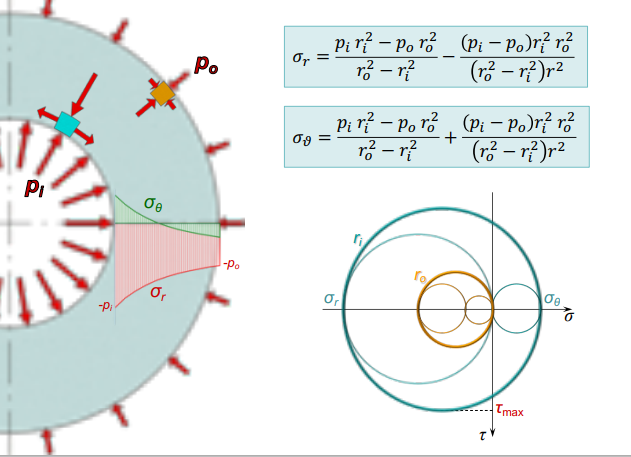 p_o
σ_r = (p_i r_i^2 − p_o r_o^2)/(r_o^2 − r_i^2) − ((p_i − p_o)r_i^2 r_o^2)/((r_o^2 − r_i^2)r^2)
σ_ϑ = (p_i r_i^2 − p_o r_o^2)/(r_o^2 − r_i^2) + ((p_i − p_o)r_i^2 r_o^2)/((r_o^2 − r_i^2)r^2)
p_i
σ_θ
-p_o
σ_r
-p_i
r_i
r_o
σ_r
σ_θ
σ
τ_max
τ